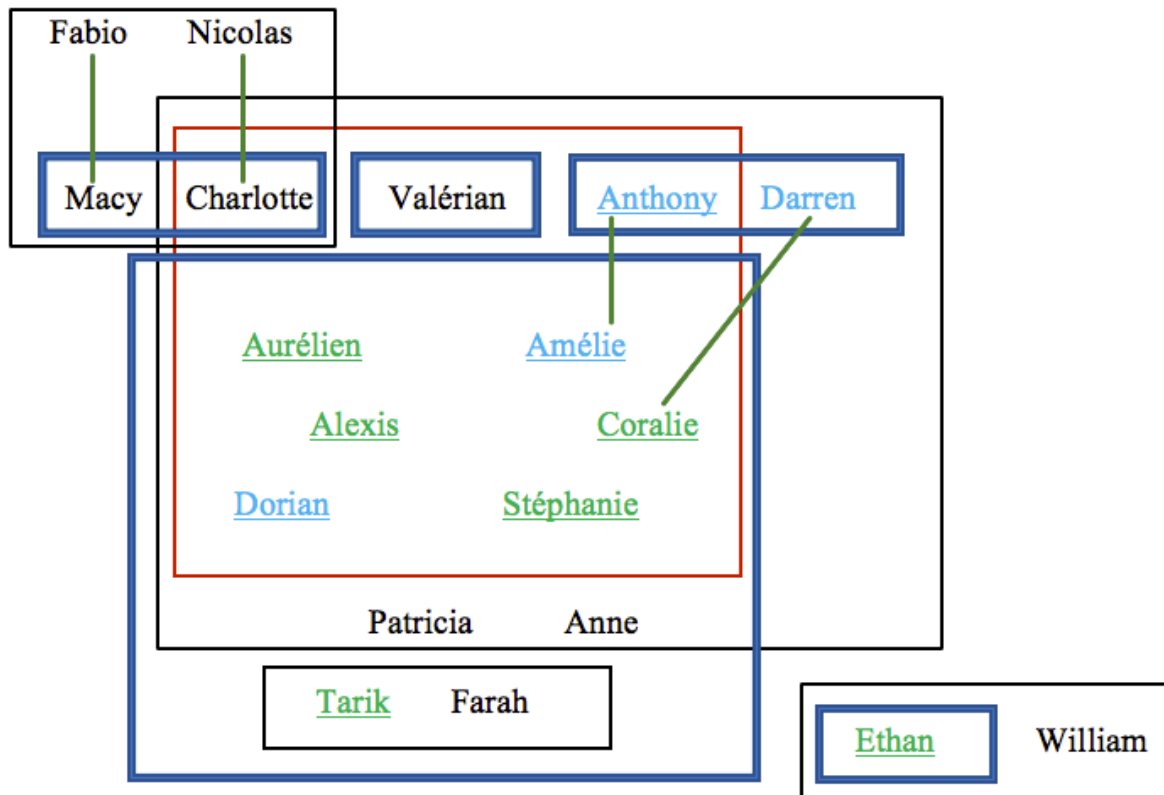 Fabio Nicolas
Macy Charlotte Valérian Anthony Darren
Aurélien Amélie
Alexis Coralie
Dorian Stéphanie
Patricia Anne
Tarik Farah
Ethan William